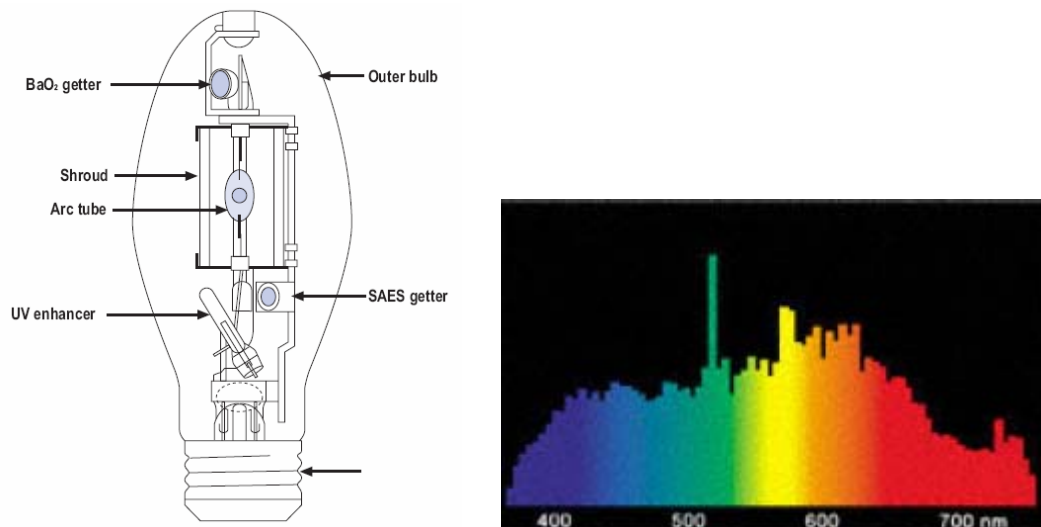 BaO₂ getter
Outer bulb
Shroud
Arc tube
UV enhancer
SAES getter
400 500 600 700 nm